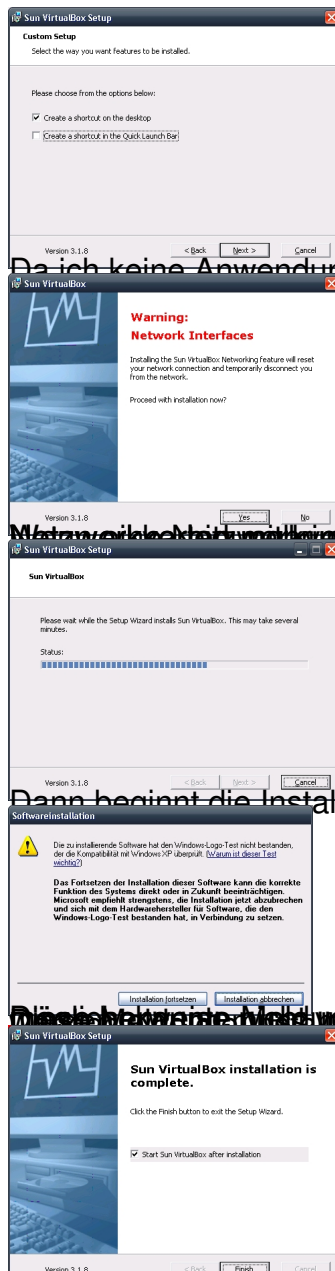 Sun VirtualBox Setup
Custom Setup
Select the way you want features to be installed.
Please choose from the options below:
Create a shortcut on the desktop
Create a shortcut in the Quick Launch Bar
Version 3.1.8
< Back Next > Cancel
Da ich keine
Sun VirtualBox
Warning:
Network Interfaces
Installing the Sun VirtualBox Networking feature will reset
your network connection and temporarily disconnect you
from the network.
Proceed with installation now?
Version 3.1.8
Yes No
Sun VirtualBox Setup
Sun VirtualBox
Please wait while the Setup Wizard installs Sun VirtualBox. This may take several
minutes.
Status:
Version 3.1.8
< Back Next > Cancel
Dann beginnt die
Softwareinstallation
Die zu installierende Software hat den Windows-Logo-Test nicht bestanden,
der die Kompatibilität mit Windows XP überprüft. (Warum ist dieser Test
wichtig?)
Das Fortsetzen der Installation dieser Software kann die korrekte
Funktion des Systems direkt oder in Zukunft beeinträchtigen.
Microsoft empfiehlt strengstens, die Installation jetzt abzubrechen
und sich mit dem Hardwarehersteller für Software, die den
Windows-Logo-Test bestanden hat, in Verbindung zu setzen.
Installation fortsetzen Installation abbrechen
Sun VirtualBox Setup
Sun VirtualBox installation is
complete.
Click the Finish button to exit the Setup Wizard.
Start Sun VirtualBox after installation
Version 3.1.8
< Back Finish Cancel